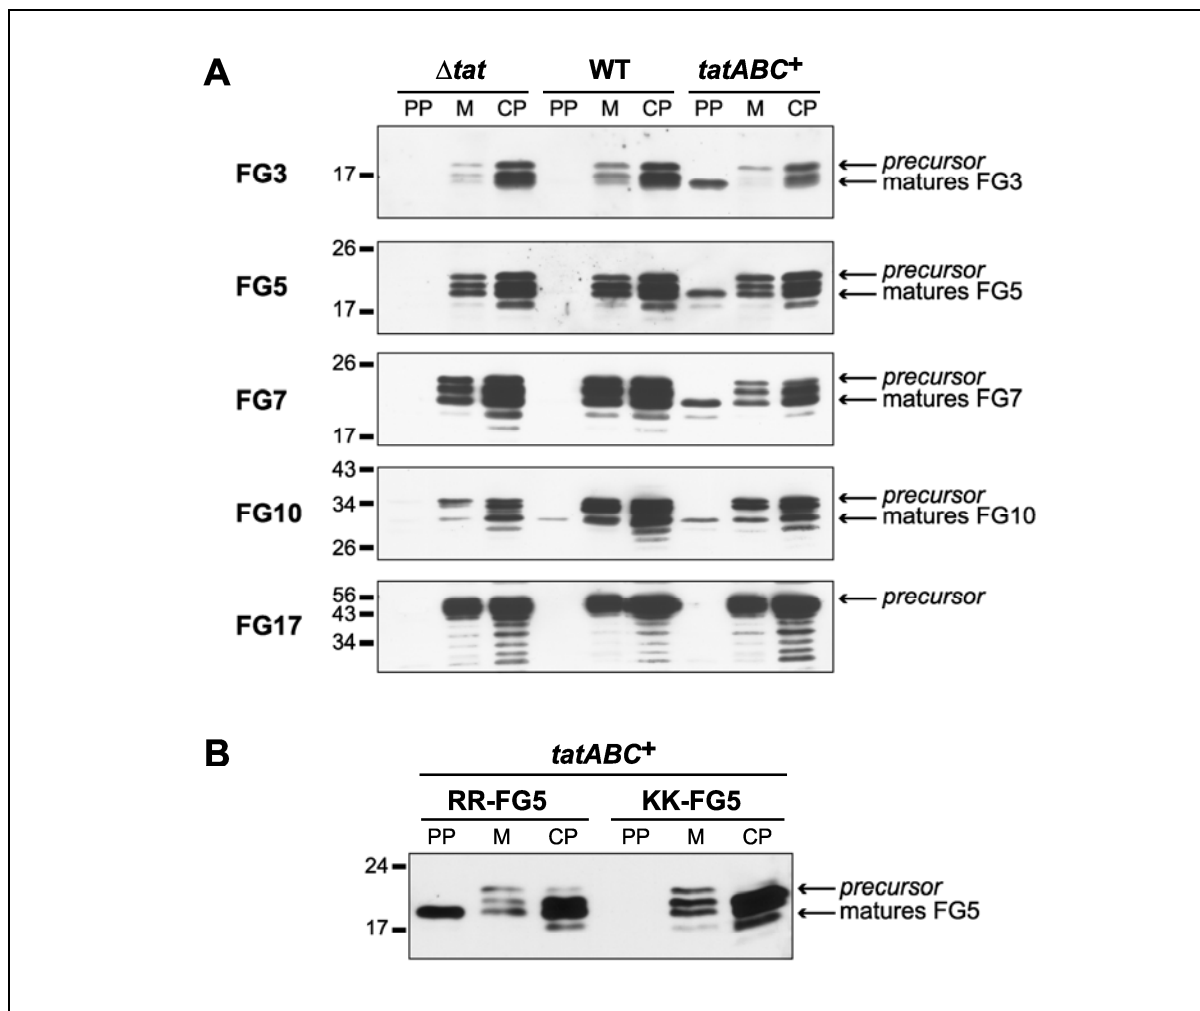 A
Δtat WT tatABC+
PP M CP PP M CP PP M CP
FG3 17 precursor
matures FG3
26
FG5 precursor
matures FG5
17
26
FG7 precursor
matures FG7
17
43
FG10 34 precursor
matures FG10
26
56 precursor
43
FG17
34
B
tatABC+
RR-FG5 KK-FG5
PP M CP PP M CP
24
precursor
matures FG5
17